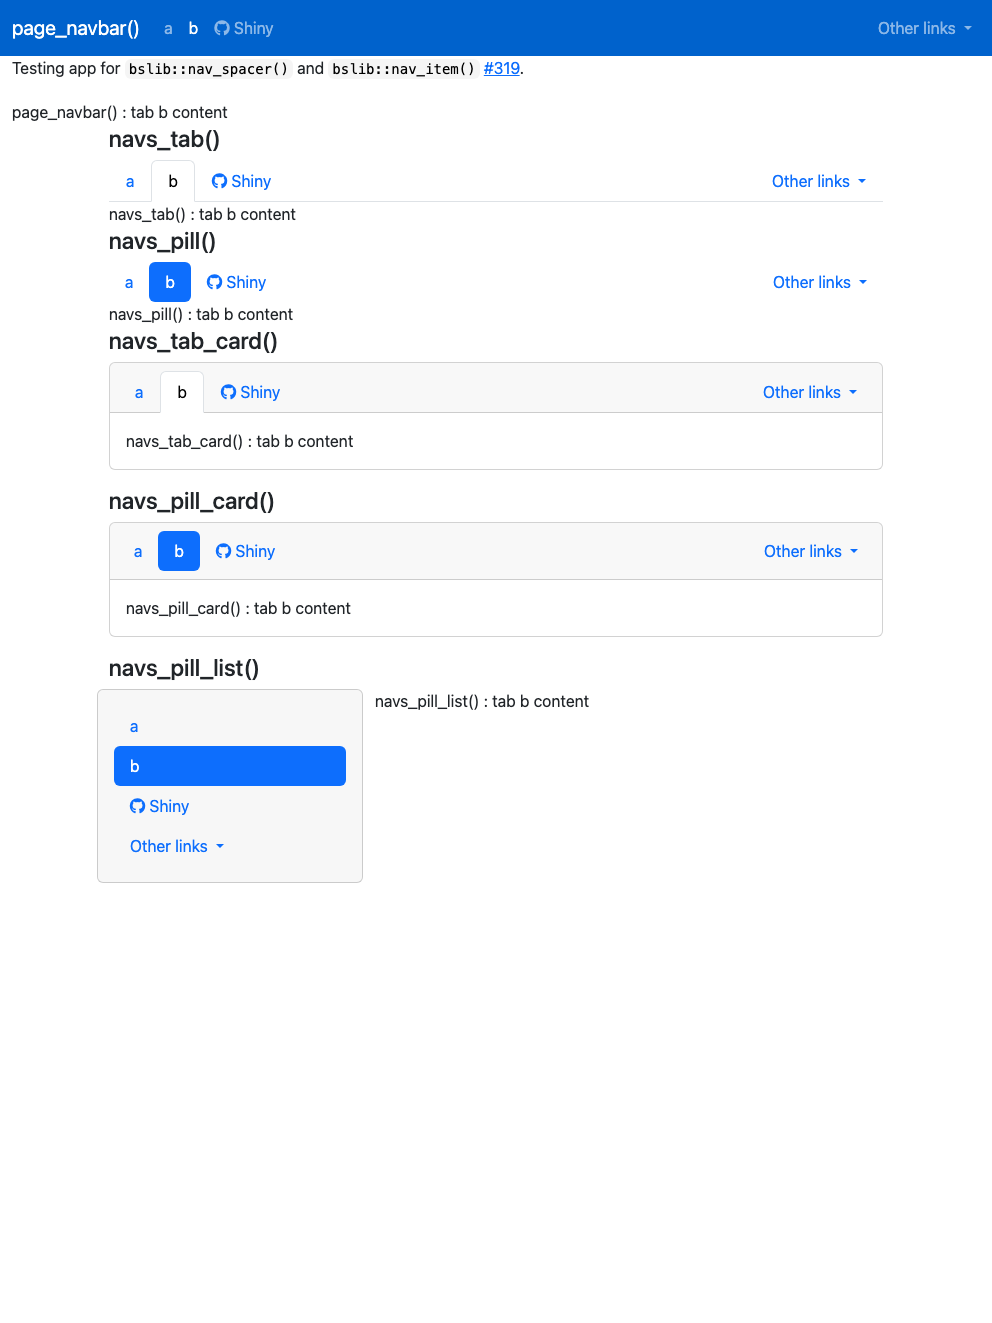 page_navbar() a b Shiny Other links
Testing app for bslib::nav_spacer() and bslib::nav_item() #319.
page_navbar() : tab b content
navs_tab()
a b Shiny Other links
navs_tab() : tab b content
navs_pill()
a b Shiny Other links
navs_pill() : tab b content
navs_tab_card()
a b Shiny Other links
navs_tab_card() : tab b content
navs_pill_card()
a b Shiny Other links
navs_pill_card() : tab b content
navs_pill_list()
a
b
Shiny
Other links
navs_pill_list() : tab b content